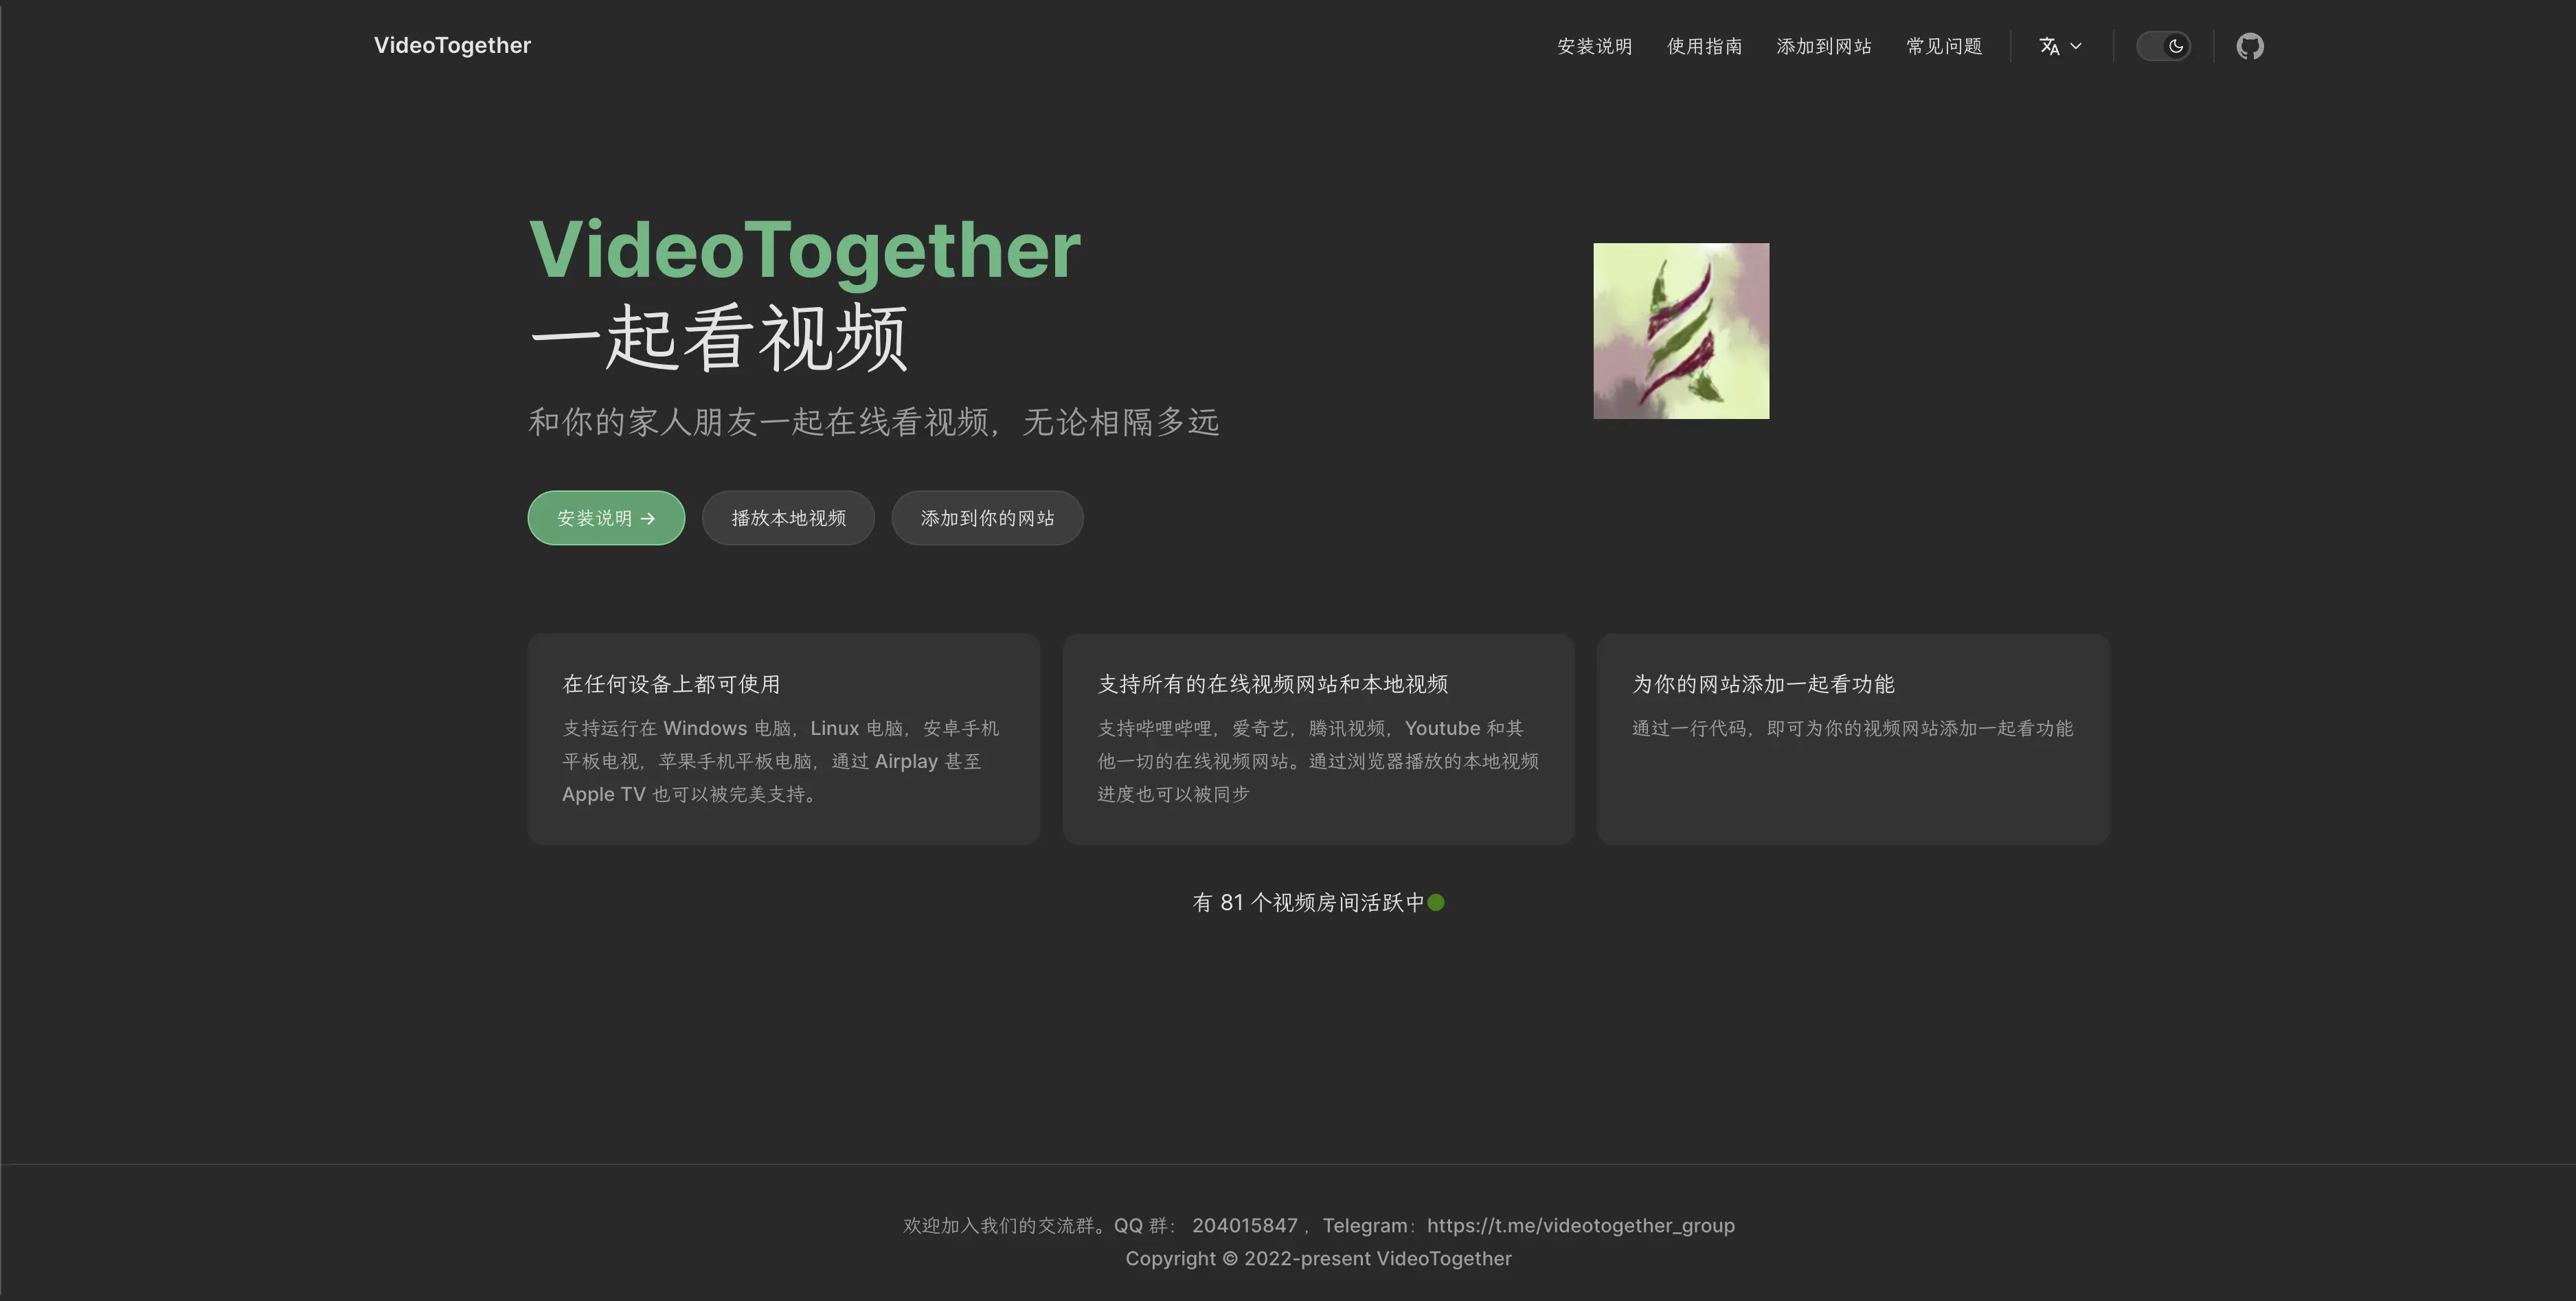 VideoTogether
安装说明 使用指南 添加到网站 常见问题
VideoTogether
一起看视频
和你的家人朋友一起在线看视频，无论相隔多远
安装说明 → 播放本地视频 添加到你的网站
在任何设备上都可使用
支持运行在 Windows 电脑，Linux 电脑，安卓手机
平板电视，苹果手机平板电脑，通过 Airplay 甚至
Apple TV 也可以被完美支持。
支持所有的在线视频网站和本地视频
支持哔哩哔哩，爱奇艺，腾讯视频，Youtube 和其
他一切的在线视频网站。通过浏览器播放的本地视频
进度也可以被同步
为你的网站添加一起看功能
通过一行代码，即可为你的视频网站添加一起看功能
有 81 个视频房间活跃中
欢迎加入我们的交流群。QQ 群： 204015847 ，Telegram：https://t.me/videotogether_group
Copyright © 2022-present VideoTogether